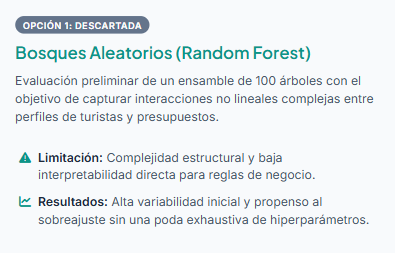 OPCIÓN 1: DESCARTADA
Bosques Aleatorios (Random Forest)
Evaluación preliminar de un ensamble de 100 árboles con el
objetivo de capturar interacciones no lineales complejas entre
perfiles de turistas y presupuestos.
Limitación: Complejidad estructural y baja
interpretabilidad directa para reglas de negocio.
Resultados: Alta variabilidad inicial y propenso al
sobreajuste sin una poda exhaustiva de hiperparámetros.